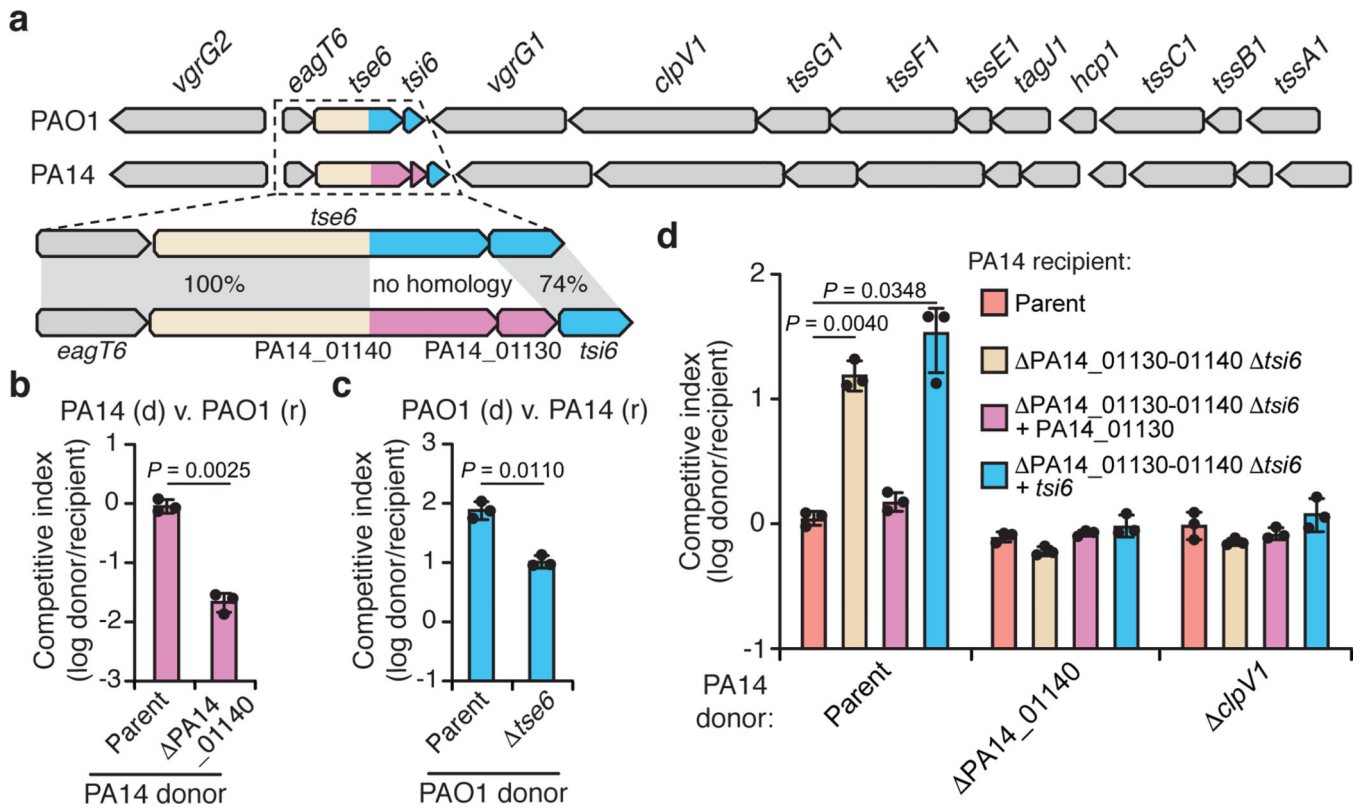 a
vgrG2 eagT6 tse6 tsi6 vgrG1 clpV1 tssG1 tssF1 tssE1 tagJ1 hcp1 tssC1 tssB1 tssA1
PAO1
PA14
tse6
100% no homology 74%
eagT6 PA14_01140 PA14_01130 tsi6
b
PA14 (d) v. PAO1 (r)
Competitive index
(log donor/recipient)
1
0
-1
-2
-3
P = 0.0025
Parent
ΔPA14
_01140
PA14 donor
c
PAO1 (d) v. PA14 (r)
Competitive index
(log donor/recipient)
3
2
1
0
-1
P = 0.0110
Parent
Δtse6
PAO1 donor
d
Competitive index
(log donor/recipient)
2
1
0
-1
P = 0.0348
P = 0.0040
PA14 recipient:
Parent
ΔPA14_01130-01140 Δtsi6
ΔPA14_01130-01140 Δtsi6
+ PA14_01130
ΔPA14_01130-01140 Δtsi6
+ tsi6
PA14
donor:
Parent
ΔPA14_01140
ΔclpV1